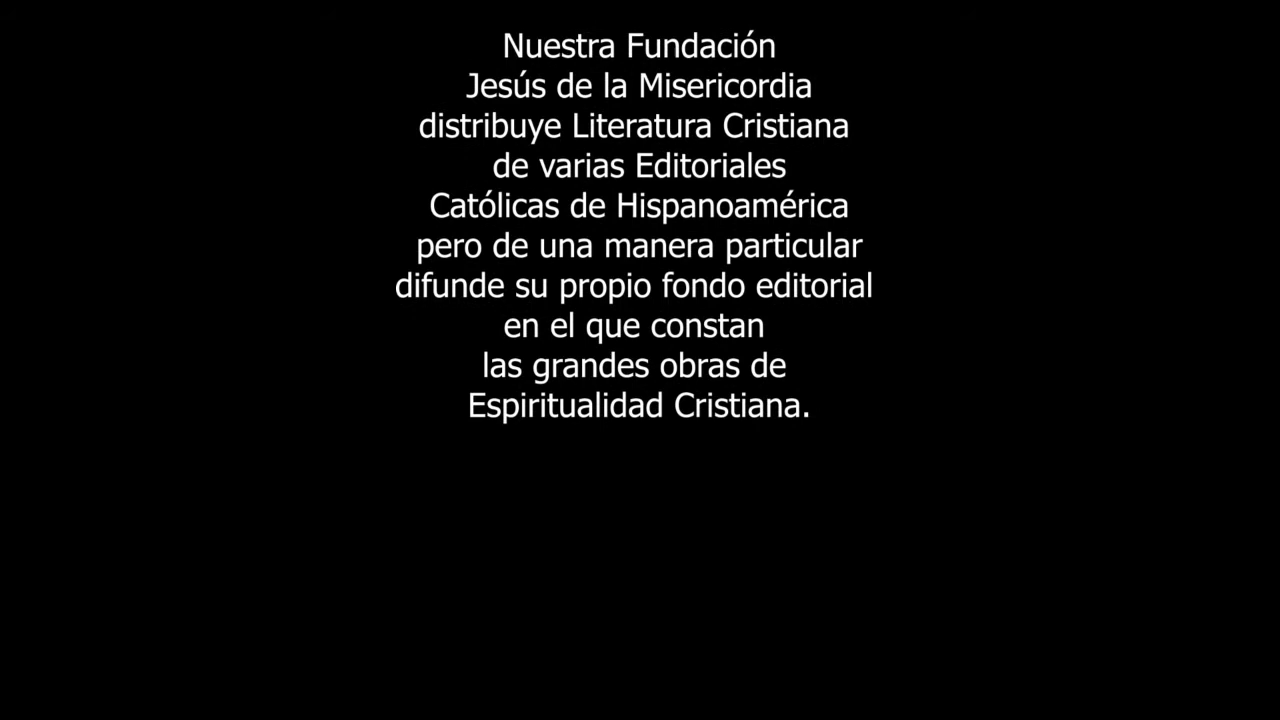 Nuestra Fundación
Jesús de la Misericordia
distribuye Literatura Cristiana
de varias Editoriales
Católicas de Hispanoamérica
pero de una manera particular
difunde su propio fondo editorial
en el que constan
las grandes obras de
Espiritualidad Cristiana.